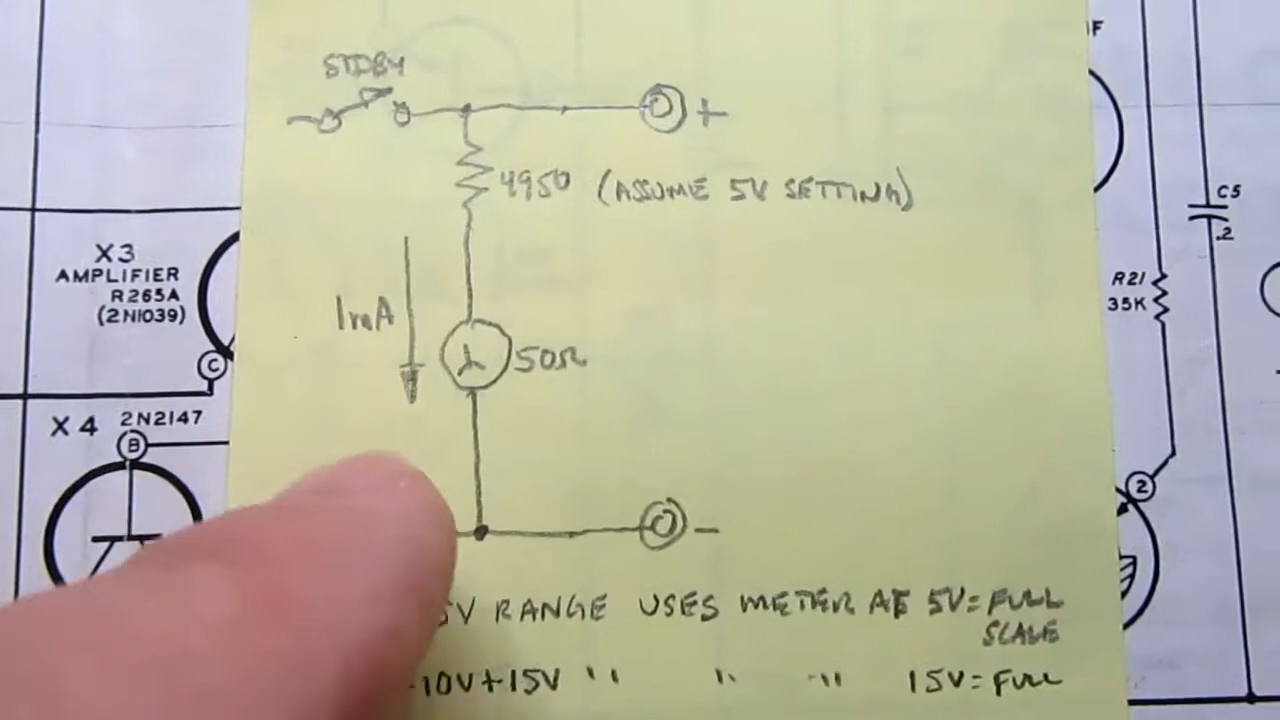 STDBY
+
4950 (ASSUME 5V SETTING)
1mA
50Ω
-
5V RANGE USES METER AT 5V = FULL
SCALE
10V+15V " " " 15V = FULL
X3
AMPLIFIER
R265A
(2N1039)
C
X4 2N2147
B
F
C5
.2
R21
35K
2